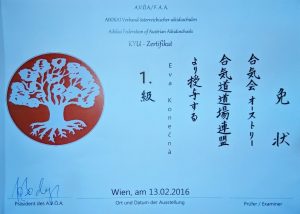 AVÖA/F.A.A.
AIKIKAI Verband österreichischer Aikidoschulen
Aikikai Federation of Austrian Aikidoschools
KYU - Zertifikat
免状
合気会オーストリー
合気道道場連盟
より授与する
Eva Konečná
1.級
Wien, am 13.02.2016
Präsident des A.V.Ö.A.
Ort und Datum der Ausstellung
Prüfer / Examiner